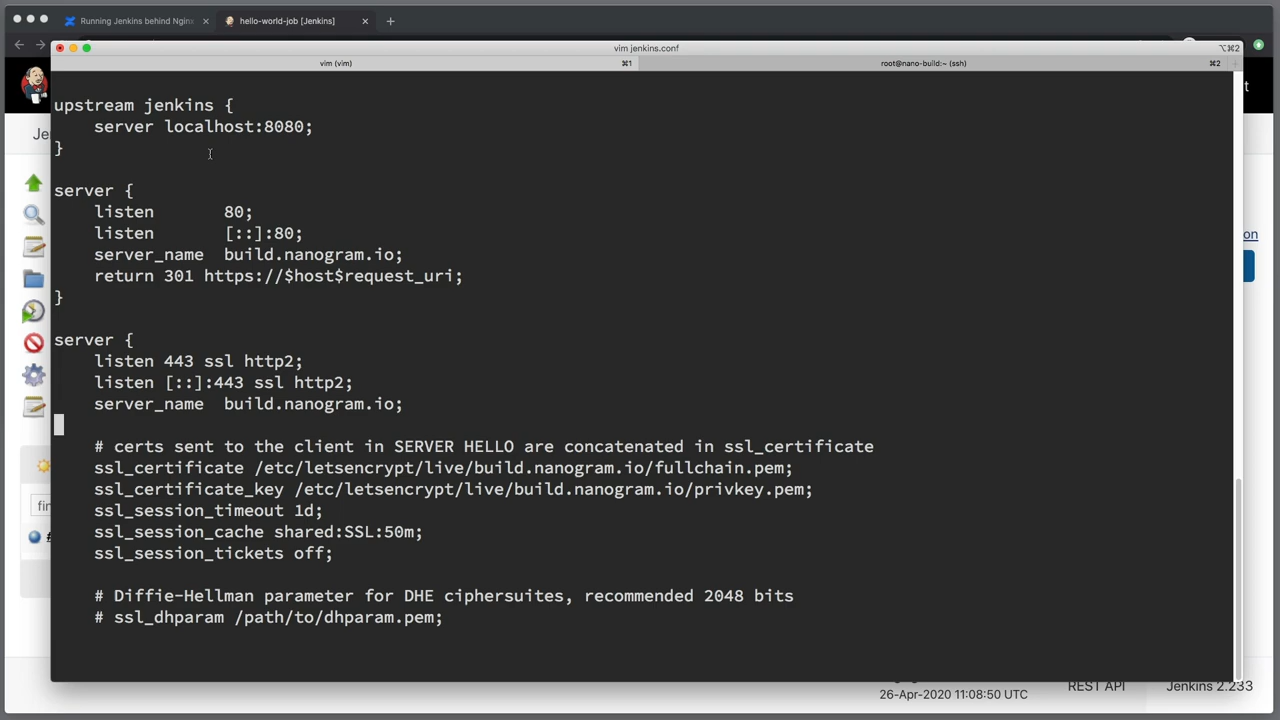 Running Jenkins behind Nginx
hello-world-job [Jenkins]
vim jenkins.conf
⌥⌘2
vim (vim)
⌘1
root@nano-build:~ (ssh)
⌘2
upstream jenkins {
server localhost:8080;
}
server {
listen 80;
listen [::]:80;
server_name build.nanogram.io;
return 301 https://$host$request_uri;
}
server {
listen 443 ssl http2;
listen [::]:443 ssl http2;
server_name build.nanogram.io;
# certs sent to the client in SERVER HELLO are concatenated in ssl_certificate
ssl_certificate /etc/letsencrypt/live/build.nanogram.io/fullchain.pem;
ssl_certificate_key /etc/letsencrypt/live/build.nanogram.io/privkey.pem;
ssl_session_timeout 1d;
ssl_session_cache shared:SSL:50m;
ssl_session_tickets off;
# Diffie-Hellman parameter for DHE ciphersuites, recommended 2048 bits
# ssl_dhparam /path/to/dhparam.pem;
Je
on
fin
26-Apr-2020 11:08:50 UTC
REST API
Jenkins 2.233